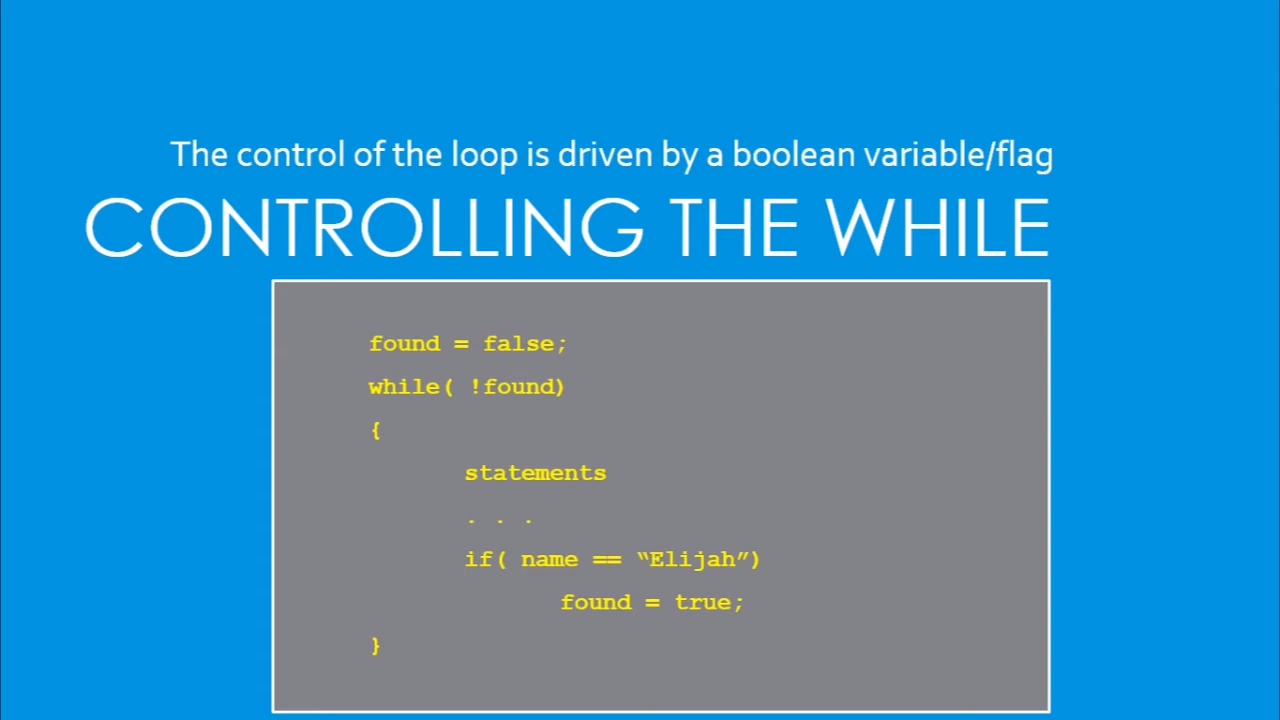 The control of the loop is driven by a boolean variable/flag
CONTROLLING THE WHILE
found = false;
while( !found)
{
statements
. . .
if( name == “Elijah”)
found = true;
}